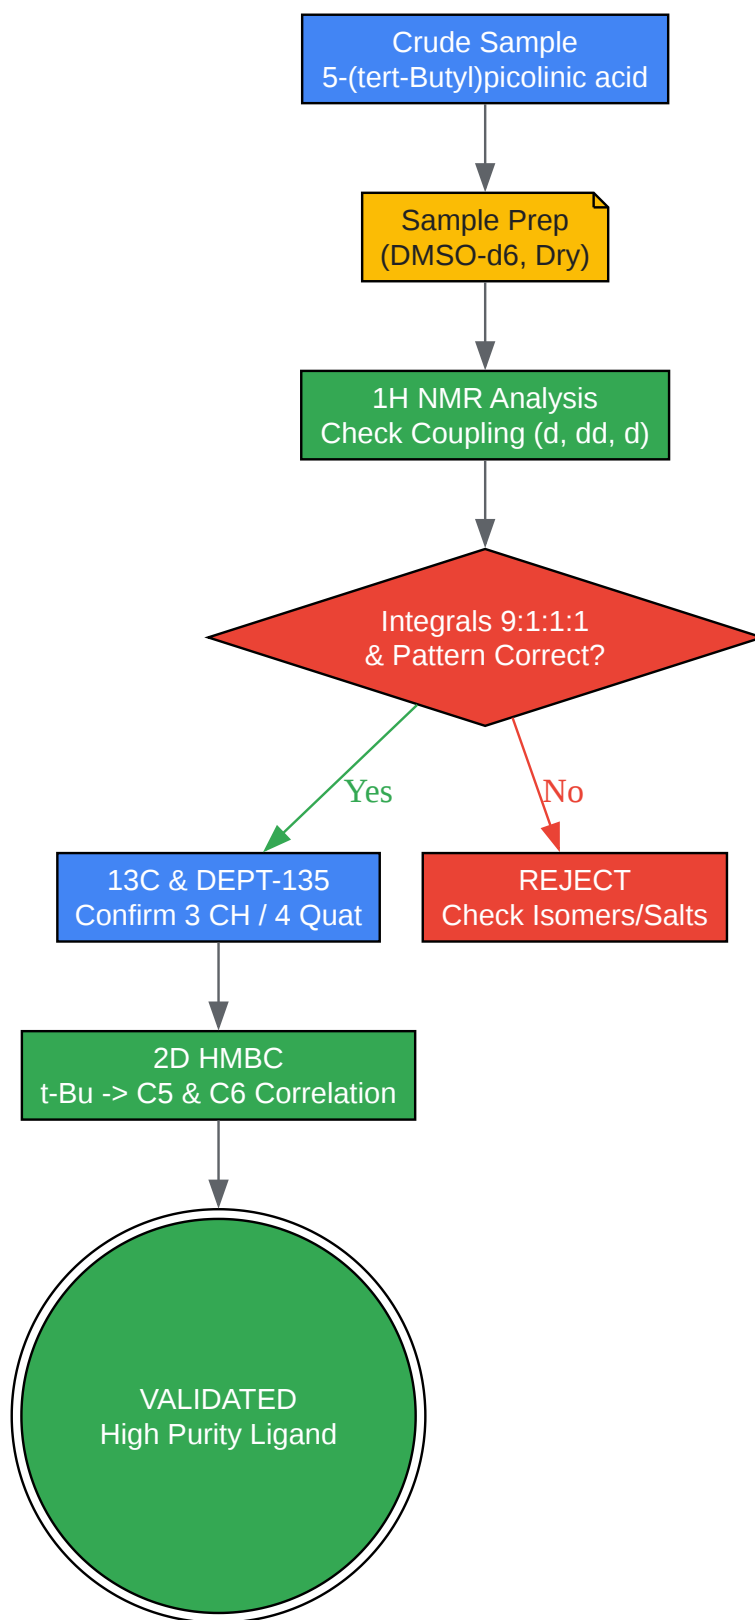 Crude Sample
5-(tert-Butyl)picolinic acid
Sample Prep
(DMSO-d6, Dry)
1H NMR Analysis
Check Coupling (d, dd, d)
Integrals 9:1:1:1
& Pattern Correct?
Yes
No
13C & DEPT-135
Confirm 3 CH / 4 Quat
REJECT
Check Isomers/Salts
2D HMBC
t-Bu -> C5 & C6 Correlation
VALIDATED
High Purity Ligand